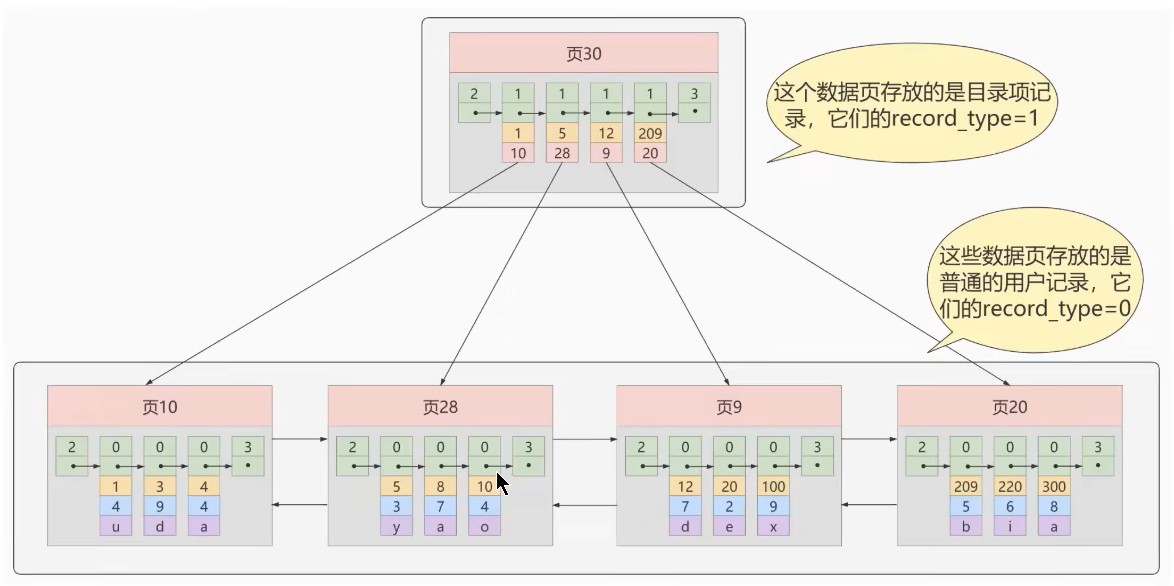 页30
2 1 1 1 1 3
1 5 12 209
10 28 9 20
这个数据页存放的是目录项记
录，它们的record_type=1
这些数据页存放的是
普通的用户记录，它
们的record_type=0
页10
2 0 0 0 3
1 3 4
4 9 4
u d a
页28
2 0 0 0 3
5 8 10
3 7 4
y a o
页9
2 0 0 0 3
12 20 100
7 2 9
d e x
页20
2 0 0 0 3
209 220 300
5 6 8
b i a